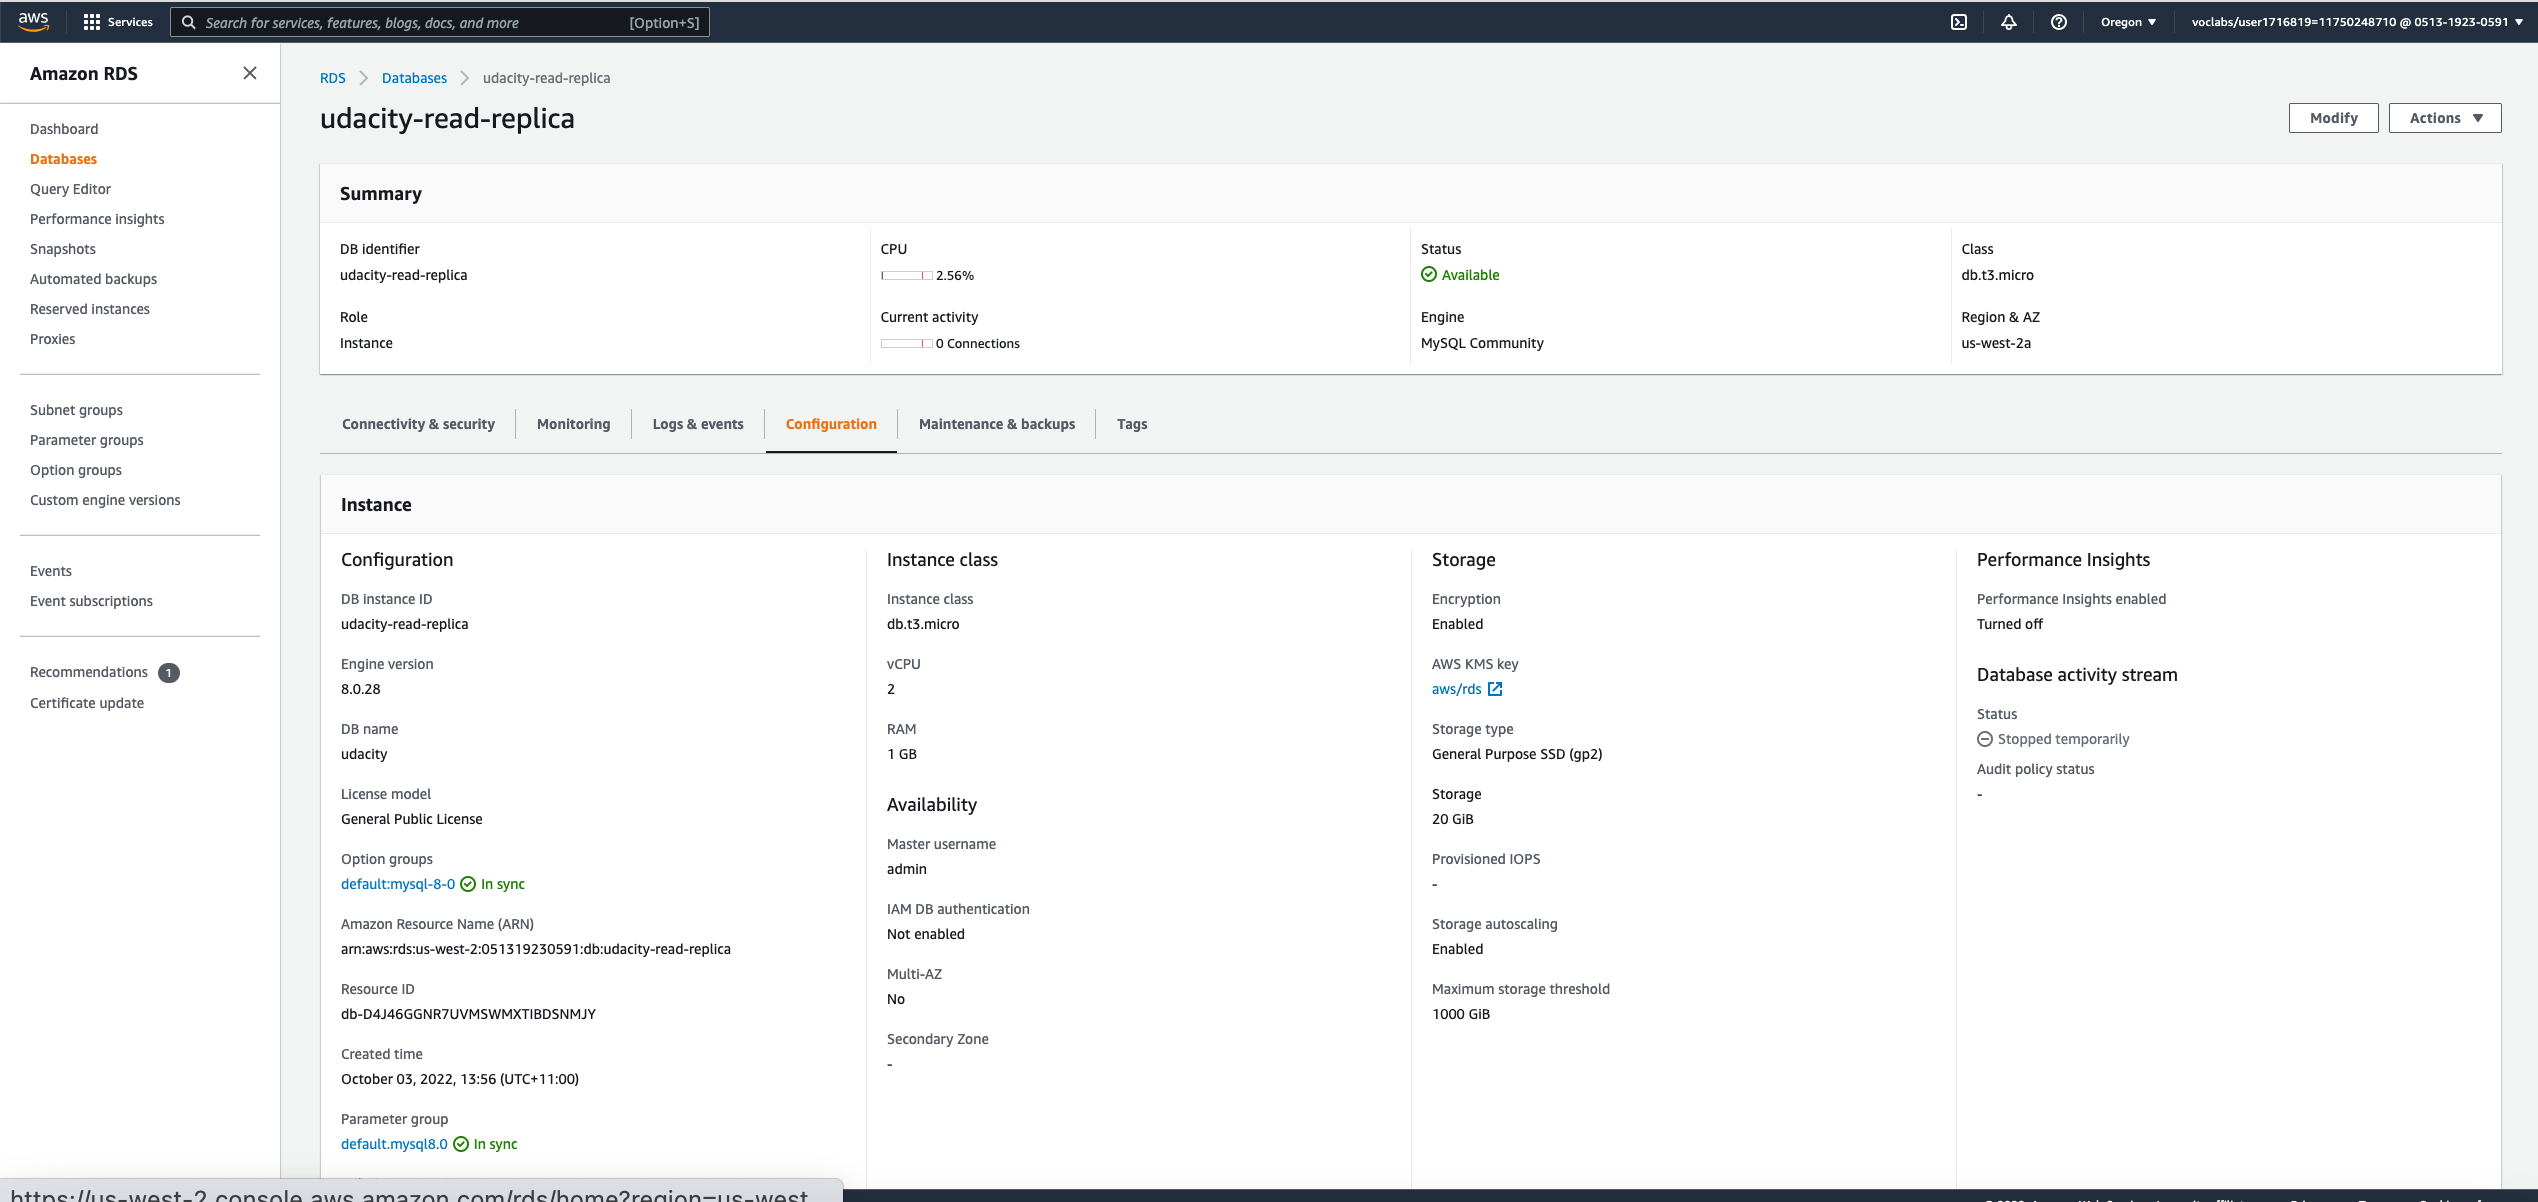 aws
Services
Search for services, features, blogs, docs, and more [Option+S]
Oregon ▼
voclabs/user1716819=11750248710 @ 0513-1923-0591 ▼
Amazon RDS
Dashboard
Databases
Query Editor
Performance insights
Snapshots
Automated backups
Reserved instances
Proxies
Subnet groups
Parameter groups
Option groups
Custom engine versions
Events
Event subscriptions
Recommendations 1
Certificate update
RDS > Databases > udacity-read-replica
udacity-read-replica
Modify
Actions ▼
Summary
DB identifier
udacity-read-replica
Role
Instance
CPU
2.56%
Current activity
0 Connections
Status
Available
Engine
MySQL Community
Class
db.t3.micro
Region & AZ
us-west-2a
Connectivity & security
Monitoring
Logs & events
Configuration
Maintenance & backups
Tags
Instance
Configuration
DB instance ID
udacity-read-replica
Engine version
8.0.28
DB name
udacity
License model
General Public License
Option groups
default:mysql-8-0 In sync
Amazon Resource Name (ARN)
arn:aws:rds:us-west-2:051319230591:db:udacity-read-replica
Resource ID
db-D4J46GGNR7UVMSWMXTIBDSNMJY
Created time
October 03, 2022, 13:56 (UTC+11:00)
Parameter group
default.mysql8.0 In sync
Instance class
Instance class
db.t3.micro
vCPU
2
RAM
1 GB
Availability
Master username
admin
IAM DB authentication
Not enabled
Multi-AZ
No
Secondary Zone
-
Storage
Encryption
Enabled
AWS KMS key
aws/rds
Storage type
General Purpose SSD (gp2)
Storage
20 GiB
Provisioned IOPS
-
Storage autoscaling
Enabled
Maximum storage threshold
1000 GiB
Performance Insights
Performance Insights enabled
Turned off
Database activity stream
Status
Stopped temporarily
Audit policy status
-
https://us-west-2.console.aws.amazon.com/rds/home?region=us-west